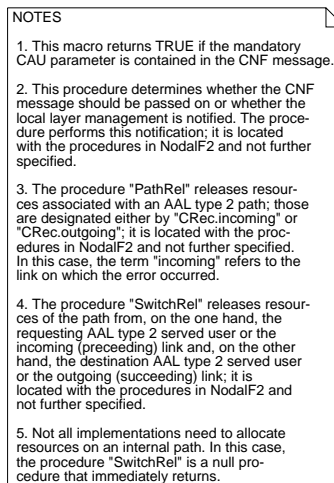 NOTES
1. This macro returns TRUE if the mandatory
CAU parameter is contained in the CNF message.
2. This procedure determines whether the CNF
message should be passed on or whether the
local layer management is notified. The proce-
dure performs this notification; it is located
with the procedures in NodalF2 and not further
specified.
3. The procedure "PathRel" releases resour-
ces associated with an AAL type 2 path; those
are designated either by "CRec.incoming" or
"CRec.outgoing"; it is located with the proc-
edures in NodalF2 and not further specified.
In this case, the term "incoming" refers to the
link on which the error occurred.
4. The procedure "SwitchRel" releases resour-
ces of the path from, on the one hand, the
requesting AAL type 2 served user or the
incoming (preceeding) link and, on the other
hand, the destination AAL type 2 served user
or the outgoing (succeeding) link; it is
located with the procedures in NodalF2 and
not further specified.
5. Not all implementations need to allocate
resources on an internal path. In this case,
the procedure "SwitchRel" is a null pro-
cedure that immediately returns.